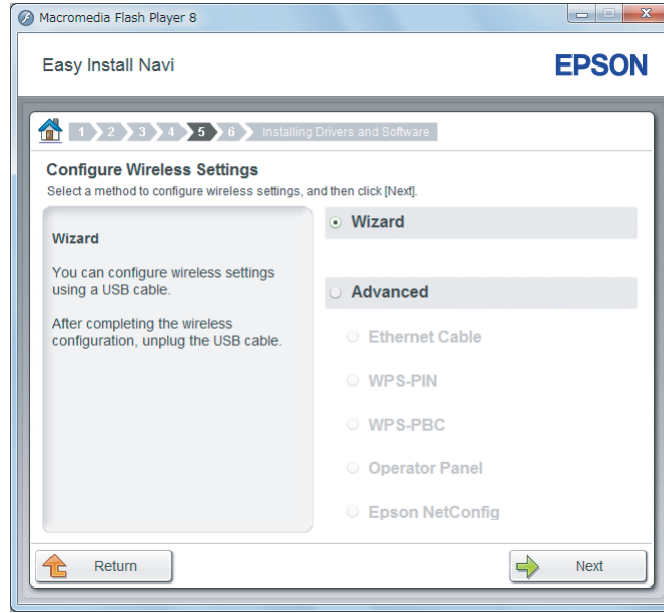 Macromedia Flash Player 8
Easy Install Navi
EPSON
1 2 3 4 5 6 Installing Drivers and Software
Configure Wireless Settings
Select a method to configure wireless settings, and then click [Next].
Wizard
You can configure wireless settings
using a USB cable.
After completing the wireless
configuration, unplug the USB cable.
Wizard
Advanced
Ethernet Cable
WPS-PIN
WPS-PBC
Operator Panel
Epson NetConfig
Return
Next